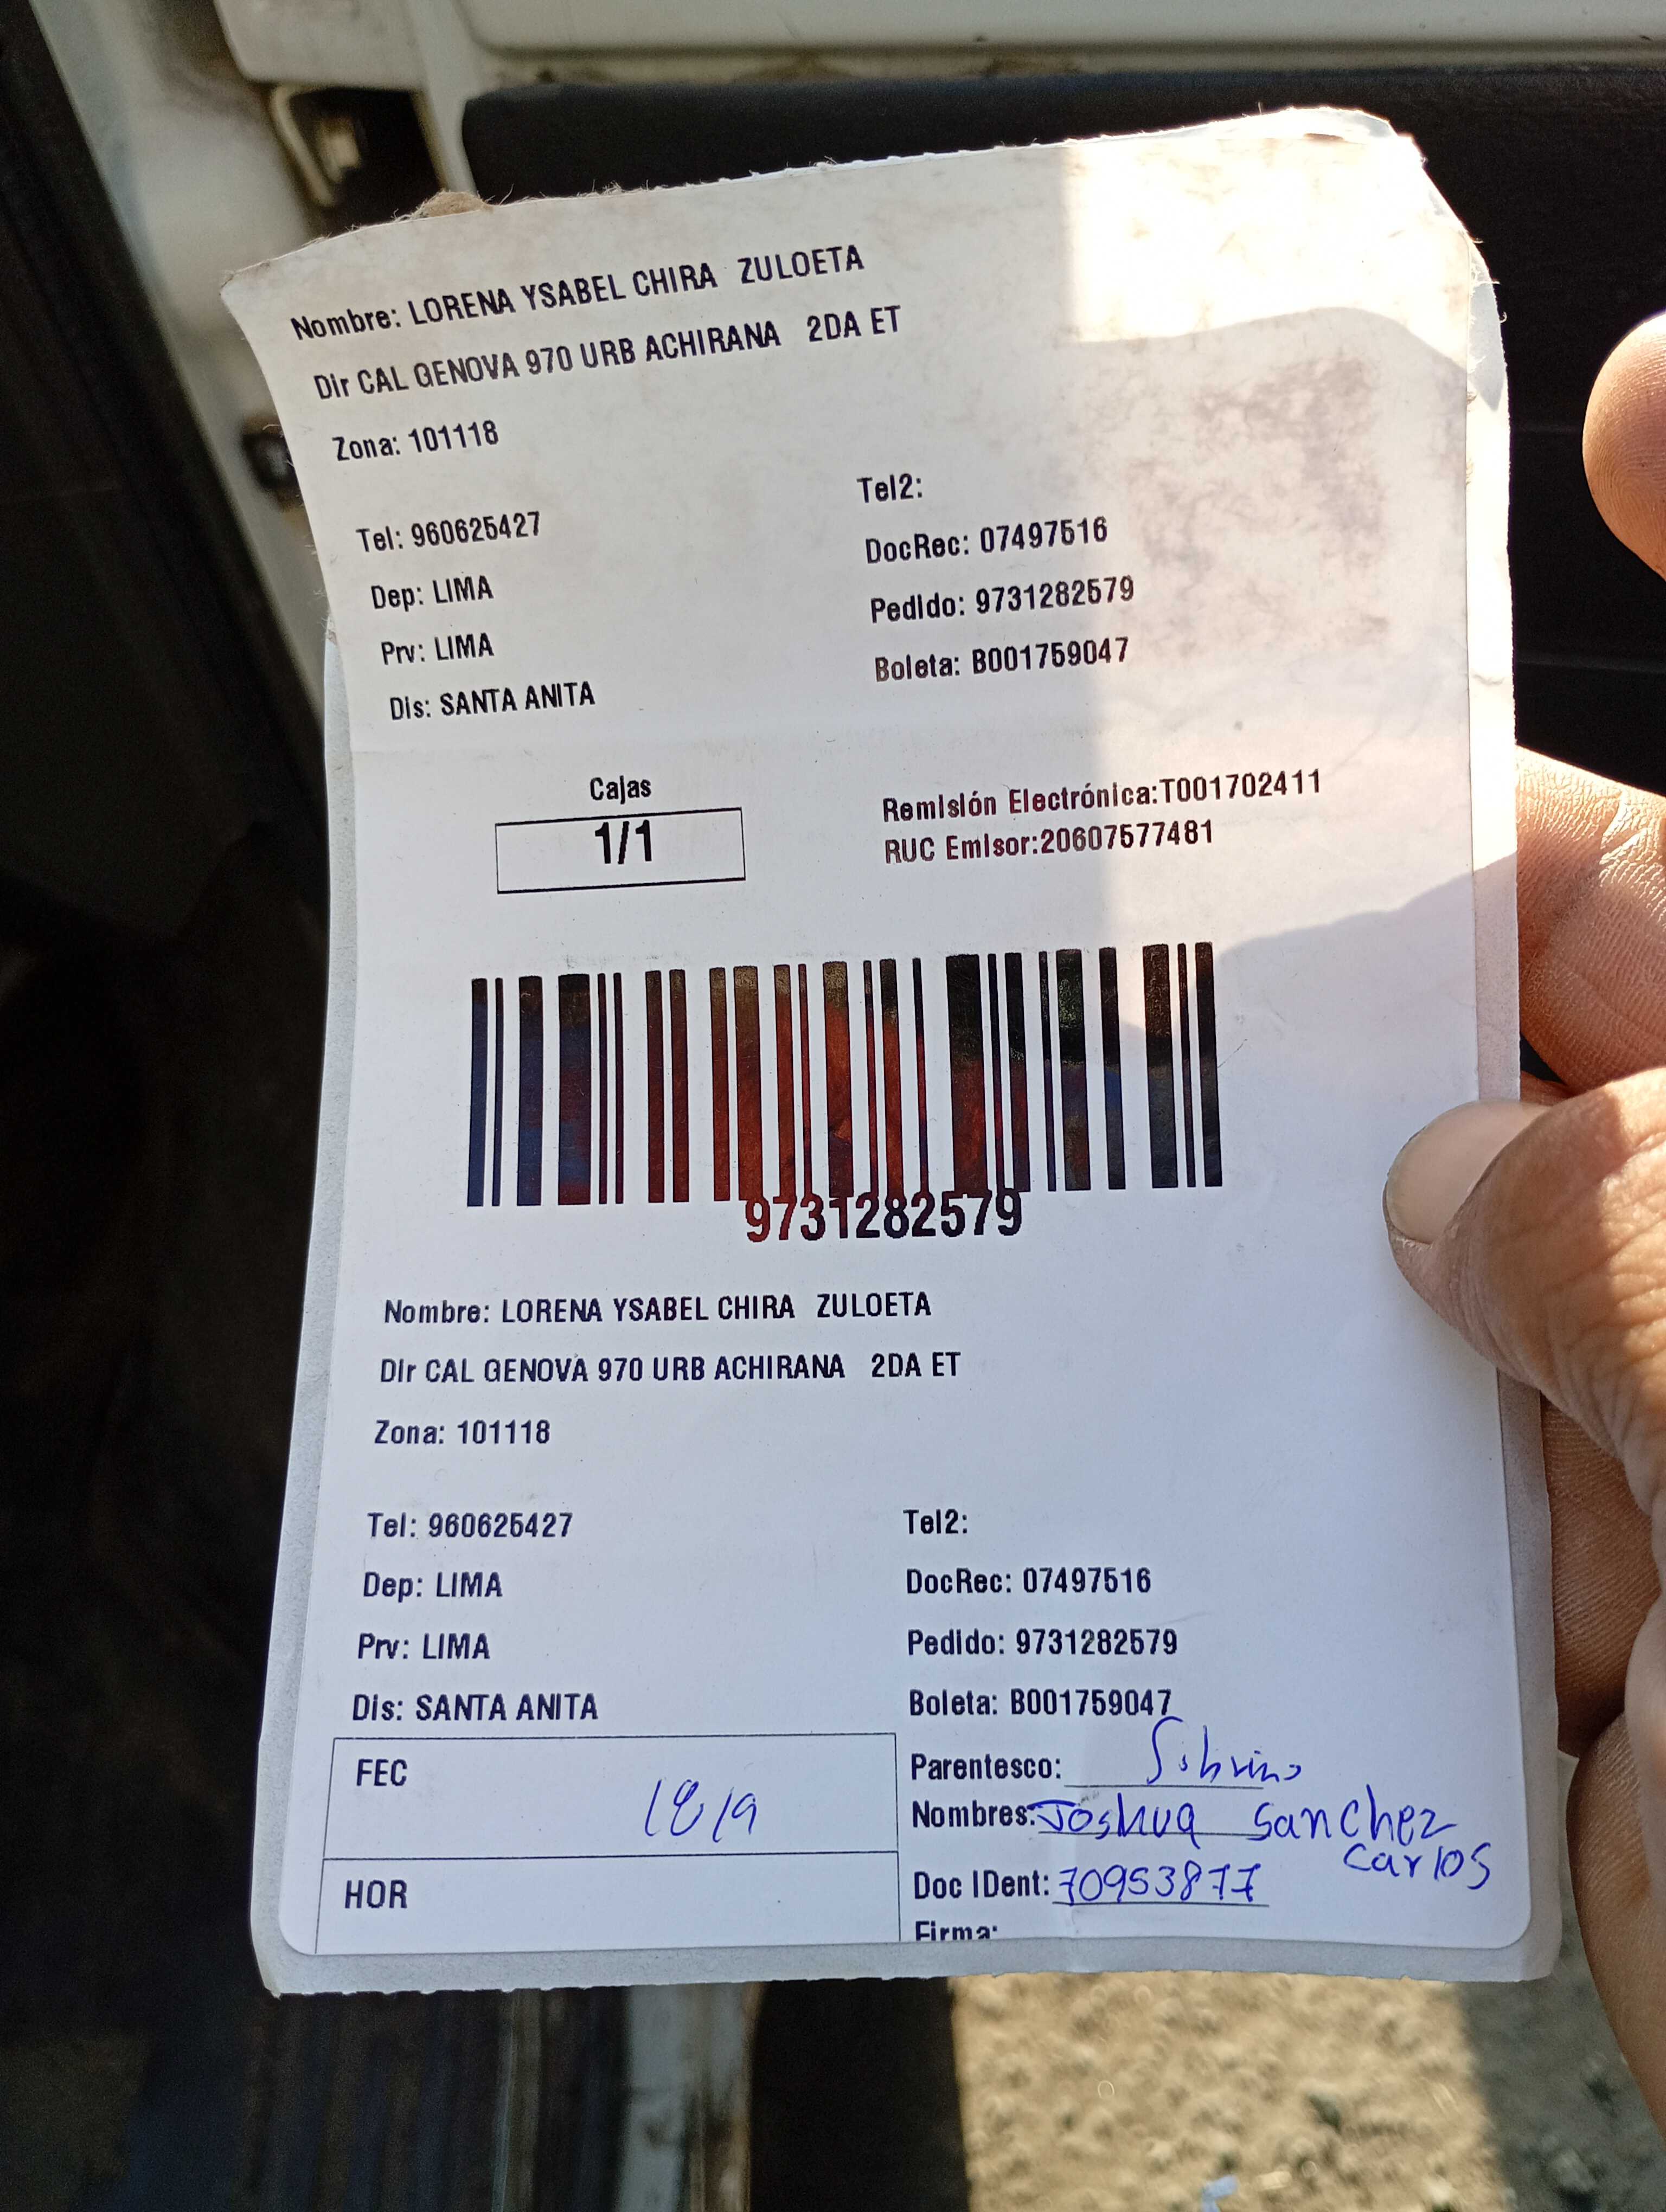 Nombre: LORENA YSABEL CHIRA ZULOETA
Dir CAL GENOVA 970 URB ACHIRANA 2DA ET
Zona: 101118
Tel: 960625427
Tel2:
Dep: LIMA
DocRec: 07497516
Prv: LIMA
Pedido: 9731282579
Dis: SANTA ANITA
Boleta: B001759047
Cajas
1/1
Remisión Electrónica:T001702411
RUC Emisor:20607577481
9731282579
Nombre: LORENA YSABEL CHIRA ZULOETA
Dir CAL GENOVA 970 URB ACHIRANA 2DA ET
Zona: 101118
Tel: 960625427
Tel2:
Dep: LIMA
DocRec: 07497516
Prv: LIMA
Pedido: 9731282579
Dis: SANTA ANITA
Boleta: B001759047
FEC 18/9
Parentesco: Sobrino
Nombres: Joshua Sanchez
Carlos
HOR
Doc IDent: 70953877
Firma: